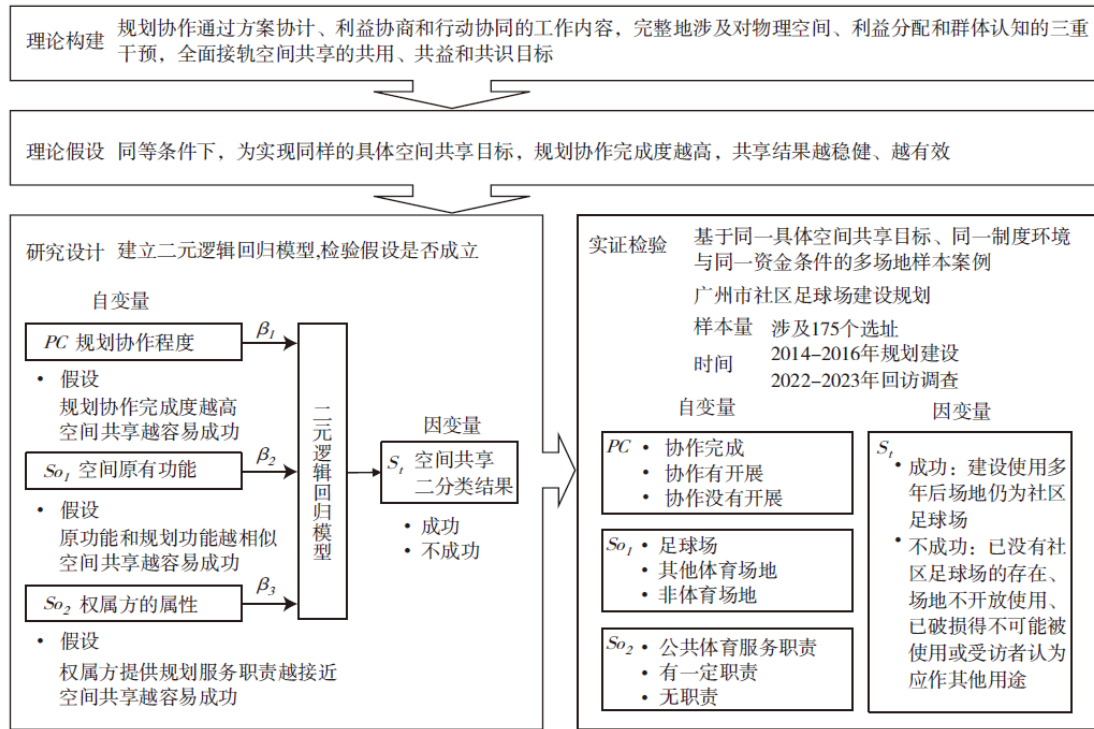 理论构建
规划协作通过方案协计、利益协商和行动协同的工作内容，完整地涉及对物理空间、利益分配和群体认知的三重
干预，全面接轨空间共享的共用、共益和共识目标
理论假设 同等条件下，为实现同样的具体空间共享目标，规划协作完成度越高，共享结果越稳健、越有效
研究设计 建立二元逻辑回归模型,检验假设是否成立
自变量
PC 规划协作程度
β1
• 假设
规划协作完成度越高
空间共享越容易成功
So1 空间原有功能
β2
• 假设
原功能和规划功能越相似
空间共享越容易成功
So2 权属方的属性
β3
• 假设
权属方提供规划服务职责越接近
空间共享越容易成功
二元逻辑回归模型
因变量
St 空间共享
二分类结果
• 成功
• 不成功
实证检验
基于同一具体空间共享目标、同一制度环境
与同一资金条件的多场地样本案例
广州市社区足球场建设规划
样本量 涉及175个选址
时间 2014-2016年规划建设
2022-2023年回访调查
自变量
PC • 协作完成
• 协作有开展
• 协作没有开展
So1 • 足球场
• 其他体育场地
• 非体育场地
So2 • 公共体育服务职责
• 有一定职责
• 无职责
因变量
St
• 成功：建设使用多
年后场地仍为社区
足球场
• 不成功：已没有社
区足球场的存在、
场地不开放使用、
已破损得不可能被
使用或受访者认为
应作其他用途